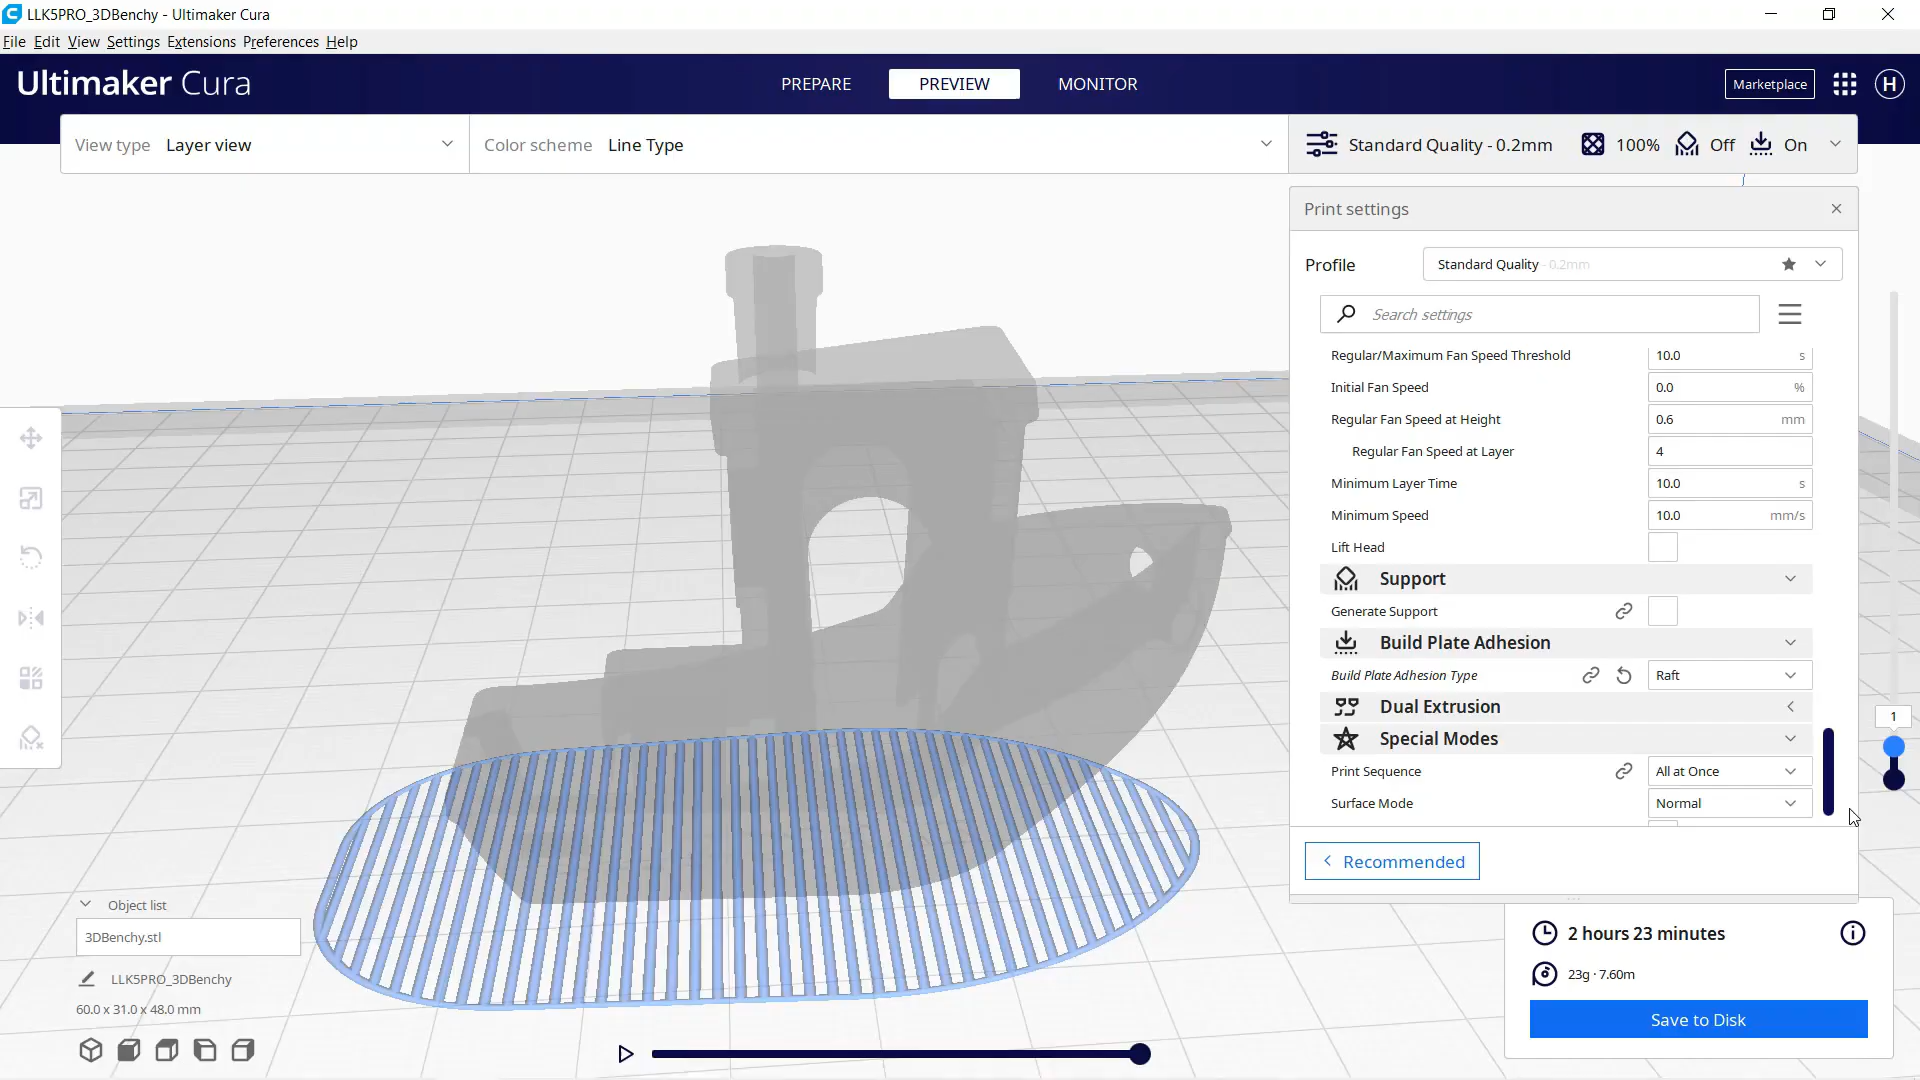 LLK5PRO_3DBenchy - Ultimaker Cura
File Edit View Settings Extensions Preferences Help
Ultimaker Cura
PREPARE PREVIEW MONITOR
Marketplace
H
View type Layer view
Color scheme Line Type
Standard Quality - 0.2mm 100% Off On
Print settings
Profile Standard Quality - 0.2mm
Search settings
Regular/Maximum Fan Speed Threshold 10.0 s
Initial Fan Speed 0.0 %
Regular Fan Speed at Height 0.6 mm
Regular Fan Speed at Layer 4
Minimum Layer Time 10.0 s
Minimum Speed 10.0 mm/s
Lift Head
Support
Generate Support
Build Plate Adhesion
Build Plate Adhesion Type Raft
Dual Extrusion
Special Modes
Print Sequence All at Once
Surface Mode Normal
1
Recommended
Object list
3DBenchy.stl
LLK5PRO_3DBenchy
60.0 x 31.0 x 48.0 mm
2 hours 23 minutes
23g · 7.60m
Save to Disk